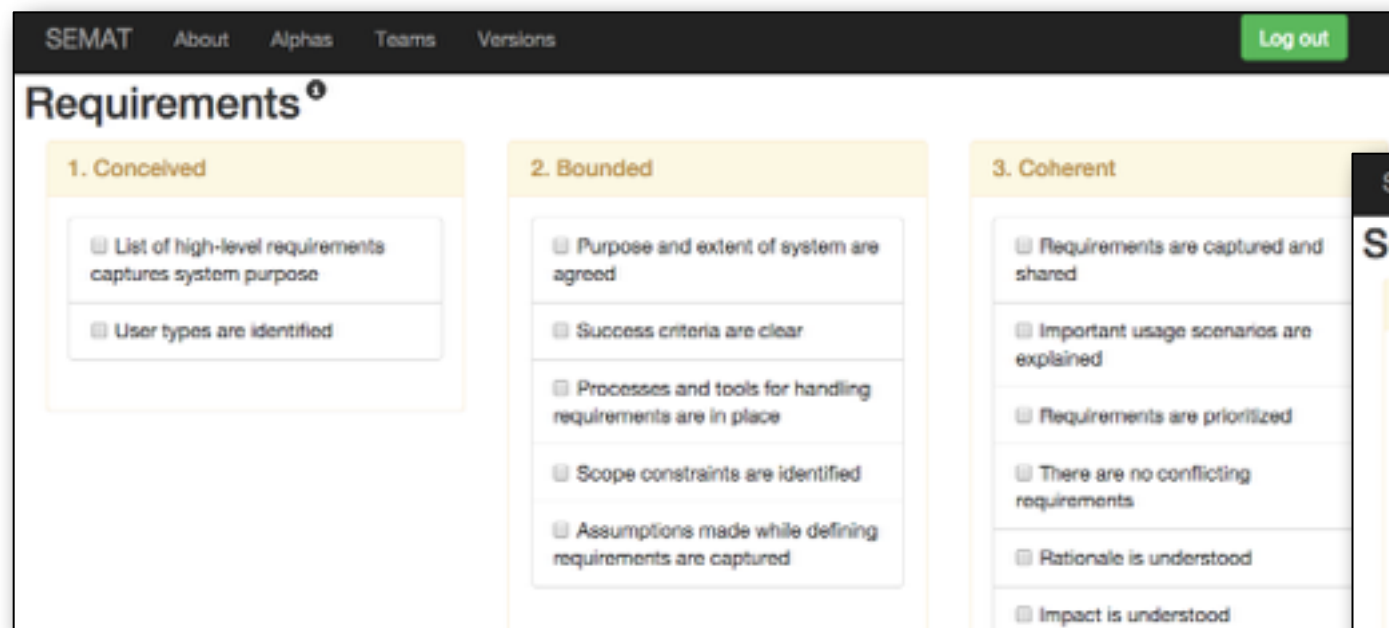 SEMAT About Alphas Teams Versions Log out
Requirements
1. Conceived
List of high-level requirements
captures system purpose
User types are identified
2. Bounded
Purpose and extent of system are
agreed
Success criteria are clear
Processes and tools for handling
requirements are in place
Scope constraints are identified
Assumptions made while defining
requirements are captured
3. Coherent
Requirements are captured and
shared
Important usage scenarios are
explained
Requirements are prioritized
There are no conflicting
requirements
Rationale is understood
Impact is understood
S
S